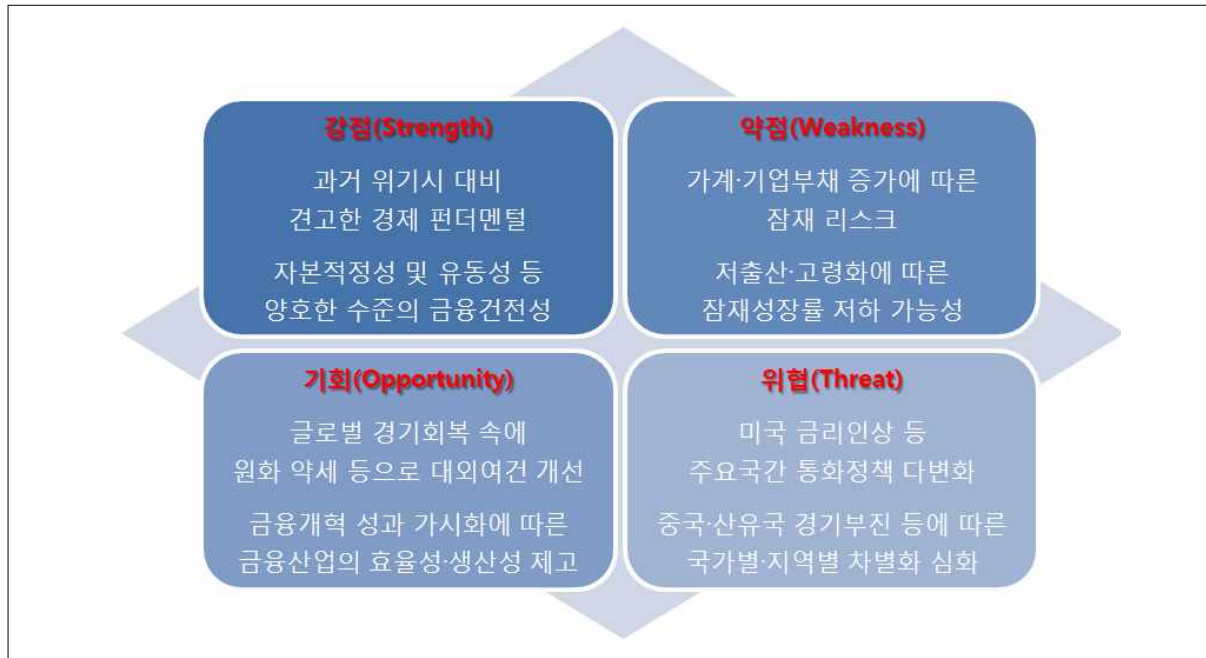 강점(Strength)
과거 위기시 대비
견고한 경제 펀더멘털
자본적정성 및 유동성 등
양호한 수준의 금융건전성
약점(Weakness)
가계·기업부채 증가에 따른
잠재 리스크
저출산·고령화에 따른
잠재성장률 저하 가능성
기회(Opportunity)
글로벌 경기회복 속에
원화 약세 등으로 대외여건 개선
금융개혁 성과 가시화에 따른
금융산업의 효율성·생산성 제고
위협(Threat)
미국 금리인상 등
주요국간 통화정책 다변화
중국·산유국 경기부진 등에 따른
국가별·지역별 차별화 심화